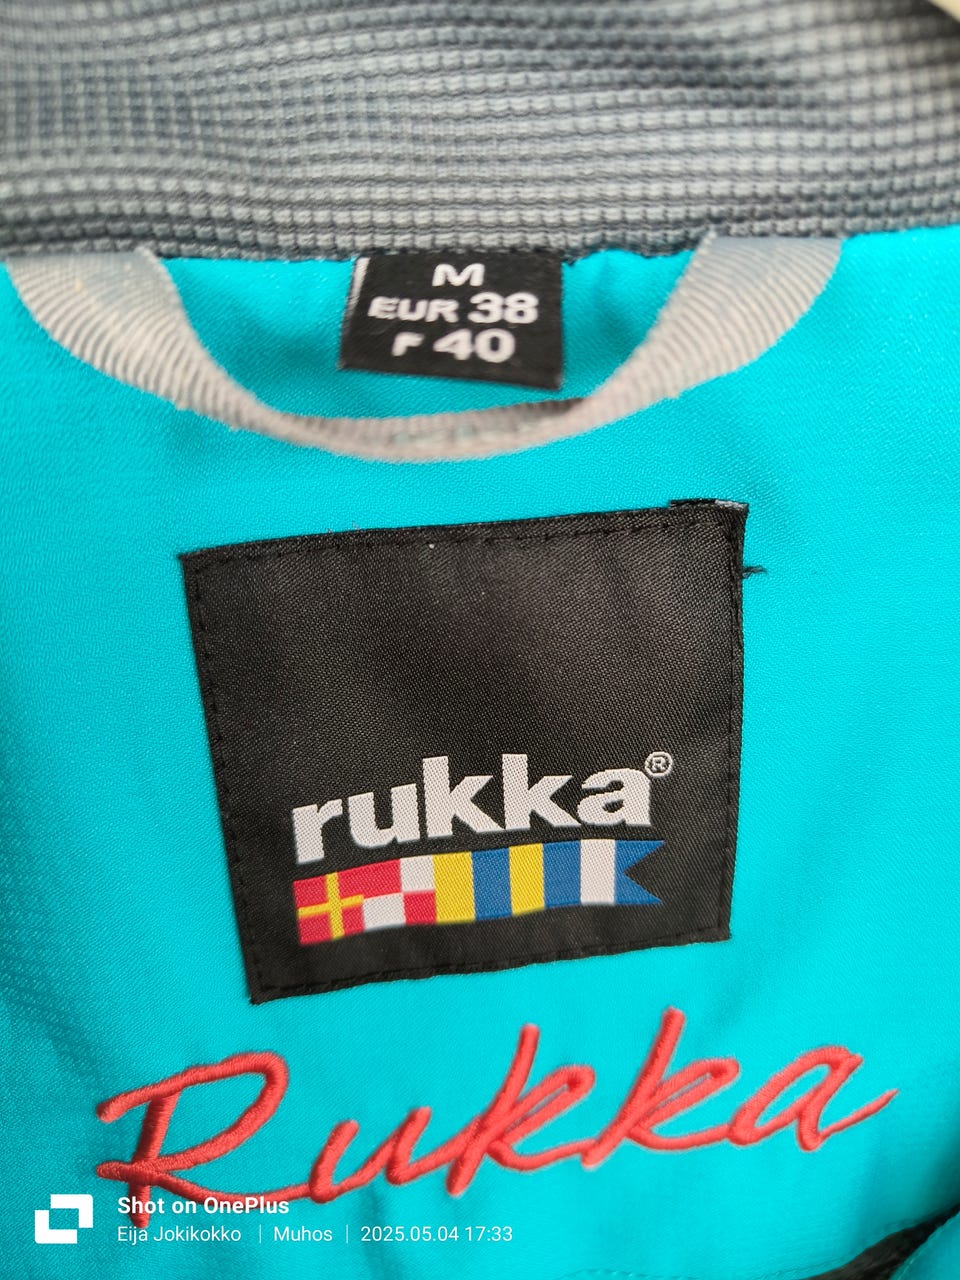 M
EUR 38
F 40
rukka®
Rukka
Shot on OnePlus
Eija Jokikokko | Muhos | 2025.05.04 17:33